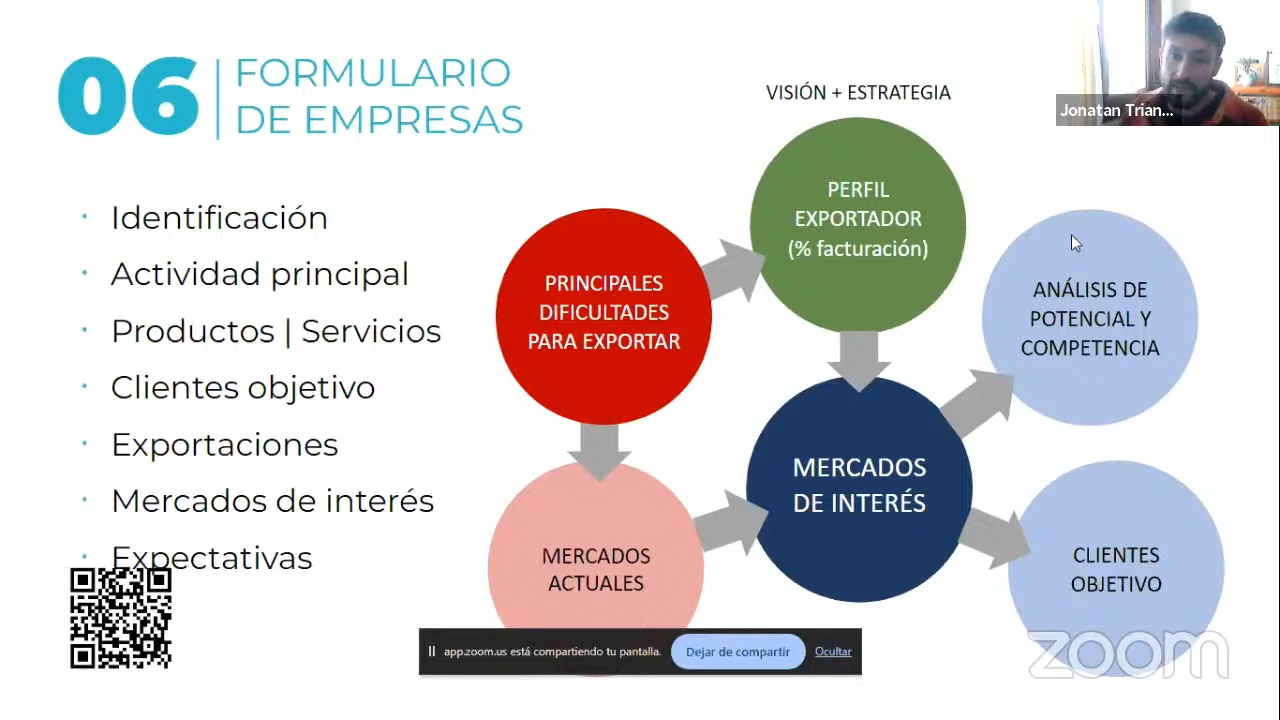 06
FORMULARIO
DE EMPRESAS
· Identificación
· Actividad principal
· Productos | Servicios
· Clientes objetivo
· Exportaciones
· Mercados de interés
· Expectativas
VISIÓN + ESTRATEGIA
PERFIL
EXPORTADOR
(% facturación)
PRINCIPALES
DIFICULTADES
PARA EXPORTAR
ANÁLISIS DE
POTENCIAL Y
COMPETENCIA
MERCADOS
DE INTERÉS
MERCADOS
ACTUALES
CLIENTES
OBJETIVO
Jonatan Trian...
app.zoom.us está compartiendo tu pantalla.
Dejar de compartir
Ocultar
zoom